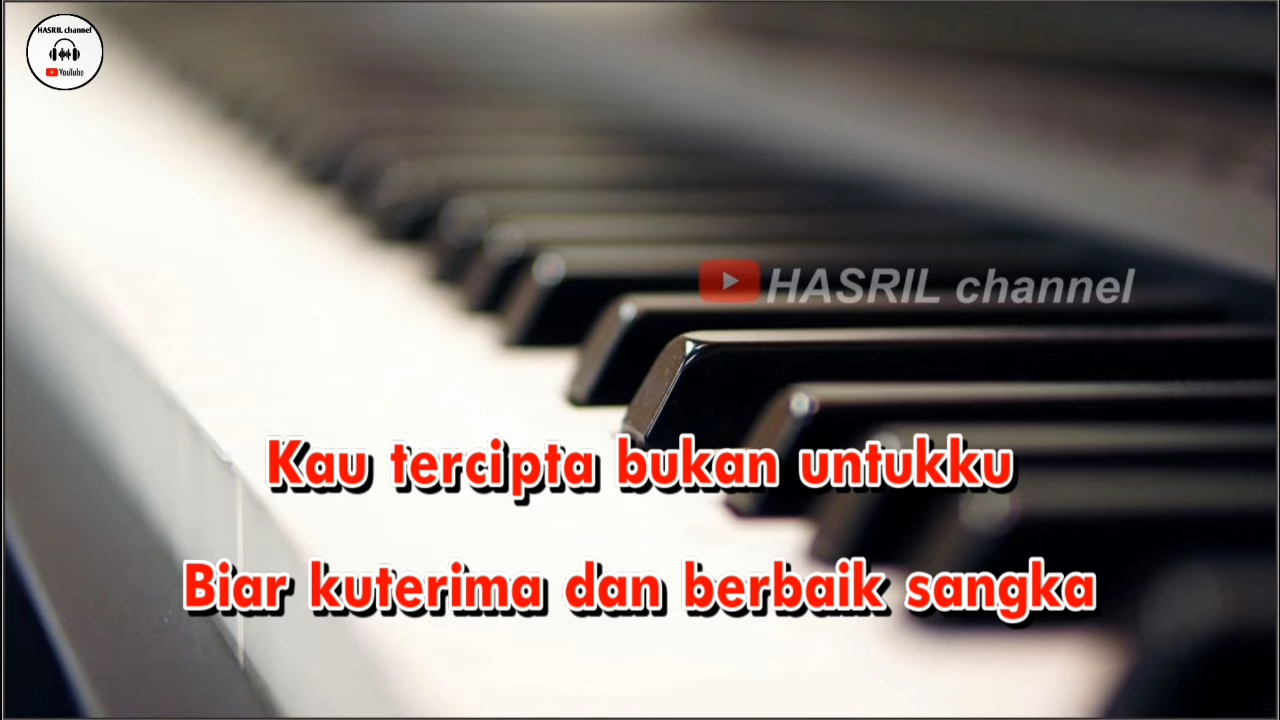 HASRIL channel
YouTube
HASRIL channel
Kau tercipta bukan untukku
Biar kuterima dan berbaik sangka